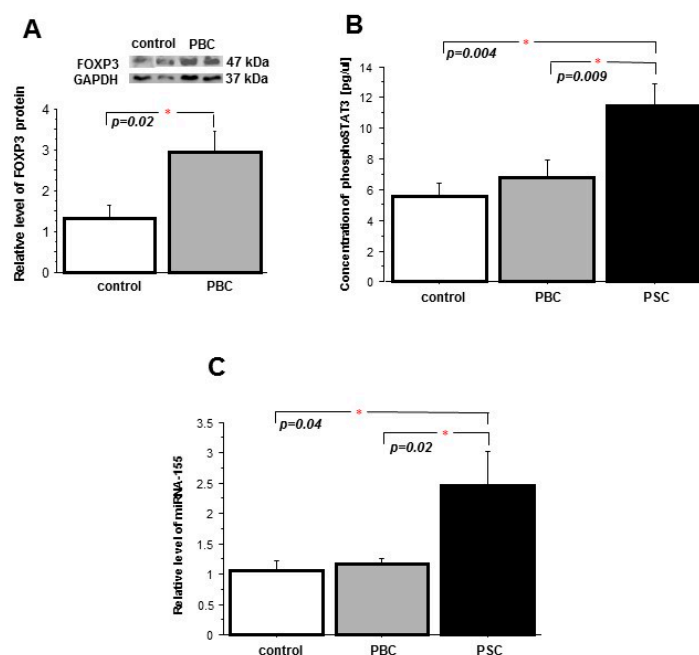 A
control PBC
FOXP3 47 kDa
GAPDH 37 kDa
Relative level of FOXP3 protein
4
3
2
1
0
p=0.02 *
control PBC
B
Concentration of phosphoSTAT3 [pg/ul]
14
12
10
8
6
4
2
0
p=0.004 *
p=0.009 *
control PBC PSC
C
Relative level of miRNA-155
3.5
3
2.5
2
1.5
1
0.5
0
p=0.04 *
p=0.02 *
control PBC PSC